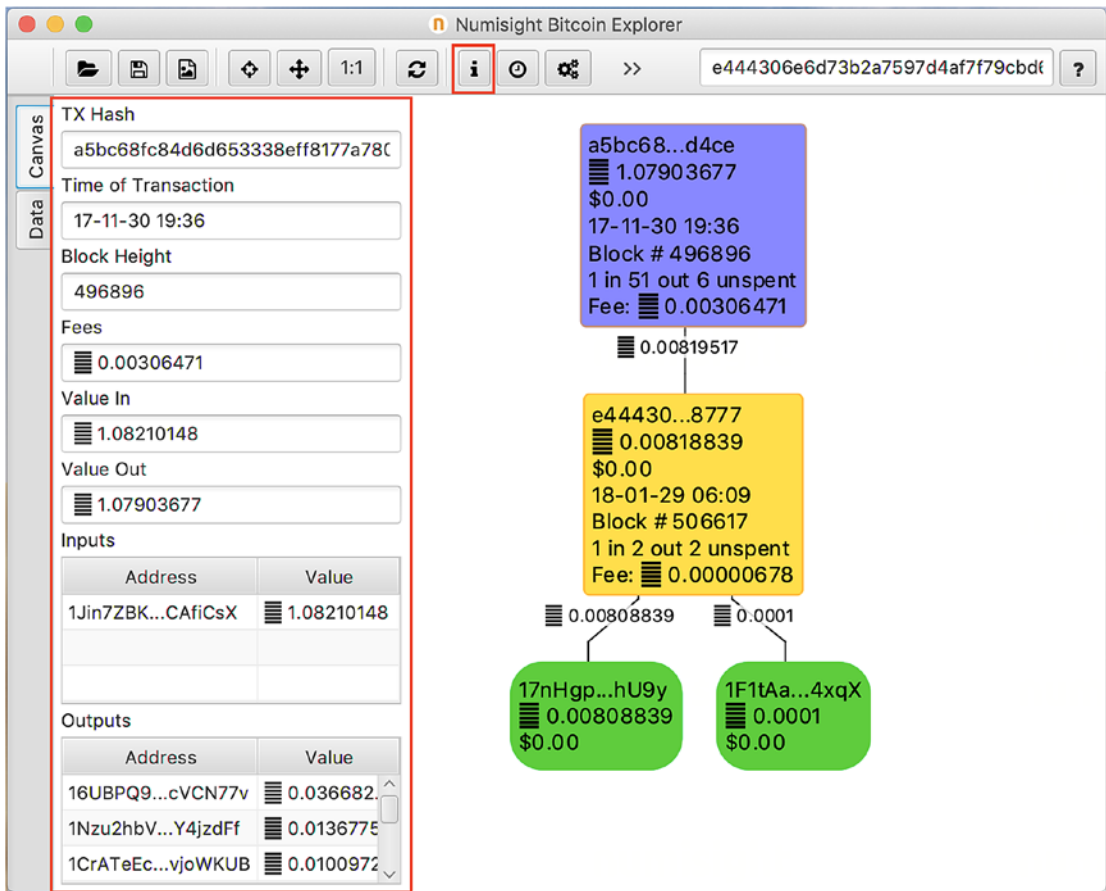 Numisight Bitcoin Explorer
1:1
i
>>
e444306e6d73b2a7597d4af7f79cbd6
?
Canvas
Data
TX Hash
a5bc68fc84d6d653338eff8177a780
Time of Transaction
17-11-30 19:36
Block Height
496896
Fees
0.00306471
Value In
1.08210148
Value Out
1.07903677
Inputs
Address Value
1Jin7ZBK...CAfiCsX 1.08210148
Outputs
Address Value
16UBPQ9...cVCN77v 0.036682.
1Nzu2hbV...Y4jzdFf 0.0136775
1CrATeEc...vjoWKUB 0.0100972
a5bc68...d4ce
1.07903677
$0.00
17-11-30 19:36
Block # 496896
1 in 51 out 6 unspent
Fee: 0.00306471
0.00819517
e44430...8777
0.00818839
$0.00
18-01-29 06:09
Block # 506617
1 in 2 out 2 unspent
Fee: 0.00000678
0.00808839 0.0001
17nHgp...hU9y
0.00808839
$0.00
1F1tAa...4xqX
0.0001
$0.00